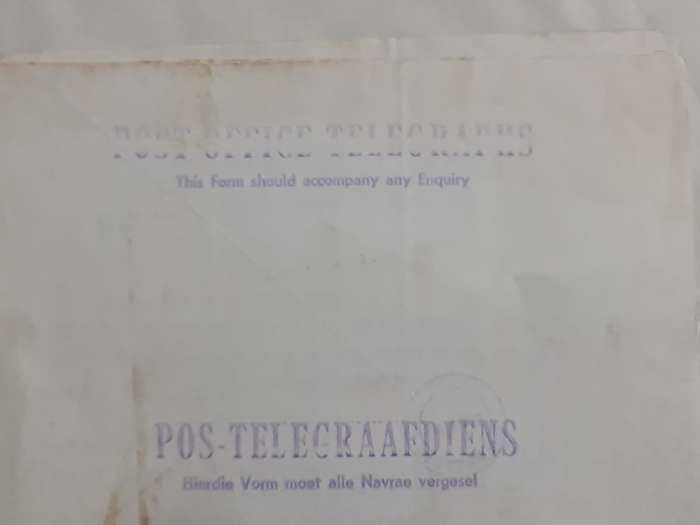 POST OFFICE TELEGRAPHS
This Form should accompany any Enquiry
POS-TELEGRAAFDIENS
Hierdie Vorm moet alle Navrae vergesel